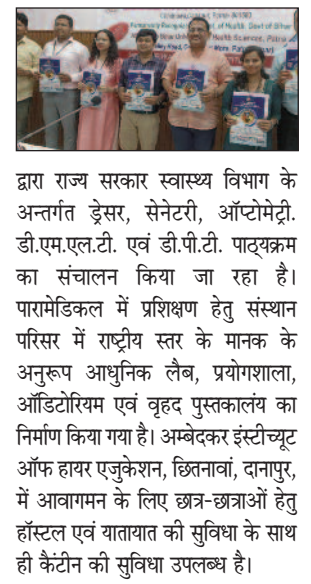 द्वारा राज्य सरकार स्वास्थ्य विभाग के
अन्तर्गत ड्रेसर, सेनेटरी, ऑप्टोमेट्री.
डी.एम.एल.टी. एवं डी.पी.टी. पाठ्यक्रम
का संचालन किया जा रहा है।
पारामेडिकल में प्रशिक्षण हेतु संस्थान
परिसर में राष्ट्रीय स्तर के मानक के
अनुरूप आधुनिक लैब, प्रयोगशाला,
ऑडिटोरियम एवं वृहद पुस्तकालंय का
निर्माण किया गया है। अम्बेदकर इंस्टीच्यूट
ऑफ हायर एजुकेशन, छितनावां, दानापुर,
में आवागमन के लिए छात्र-छात्राओं हेतु
हॉस्टल एवं यातायात की सुविधा के साथ
ही कैंटीन की सुविधा उपलब्ध है।